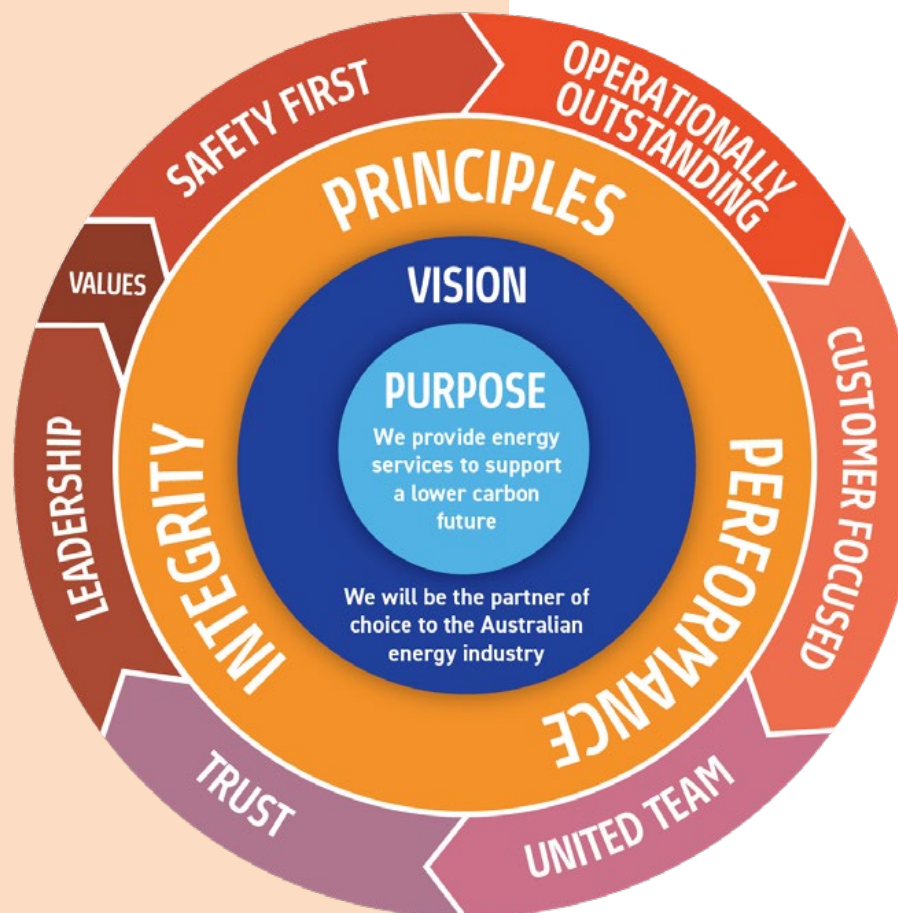 VALUES
SAFETY FIRST
OPERATIONALLY
OUTSTANDING
CUSTOMER FOCUSED
UNITED TEAM
TRUST
LEADERSHIP
PRINCIPLES
PERFORMANCE
INTEGRITY
VISION
We will be the partner of
choice to the Australian
energy industry
PURPOSE
We provide energy
services to support
a lower carbon
future